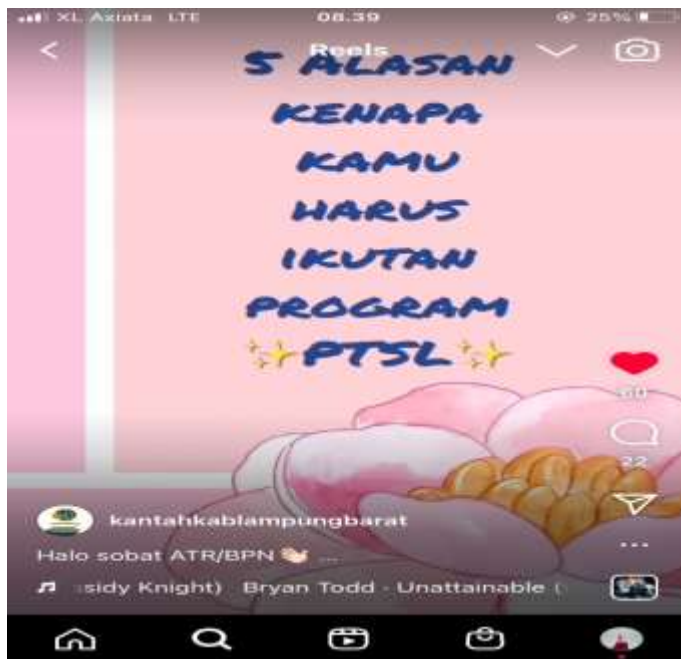 XL Axiata LTE 08.39 25%
Reels
5 ALASAN
KENAPA
KAMU
HARUS
IKUTAN
PROGRAM
✨PTSL✨
60
22
kantahkablampungbarat
Halo sobat ATR/BPN 👋🏻 ...
sidy Knight) Bryan Todd - Unattainable (